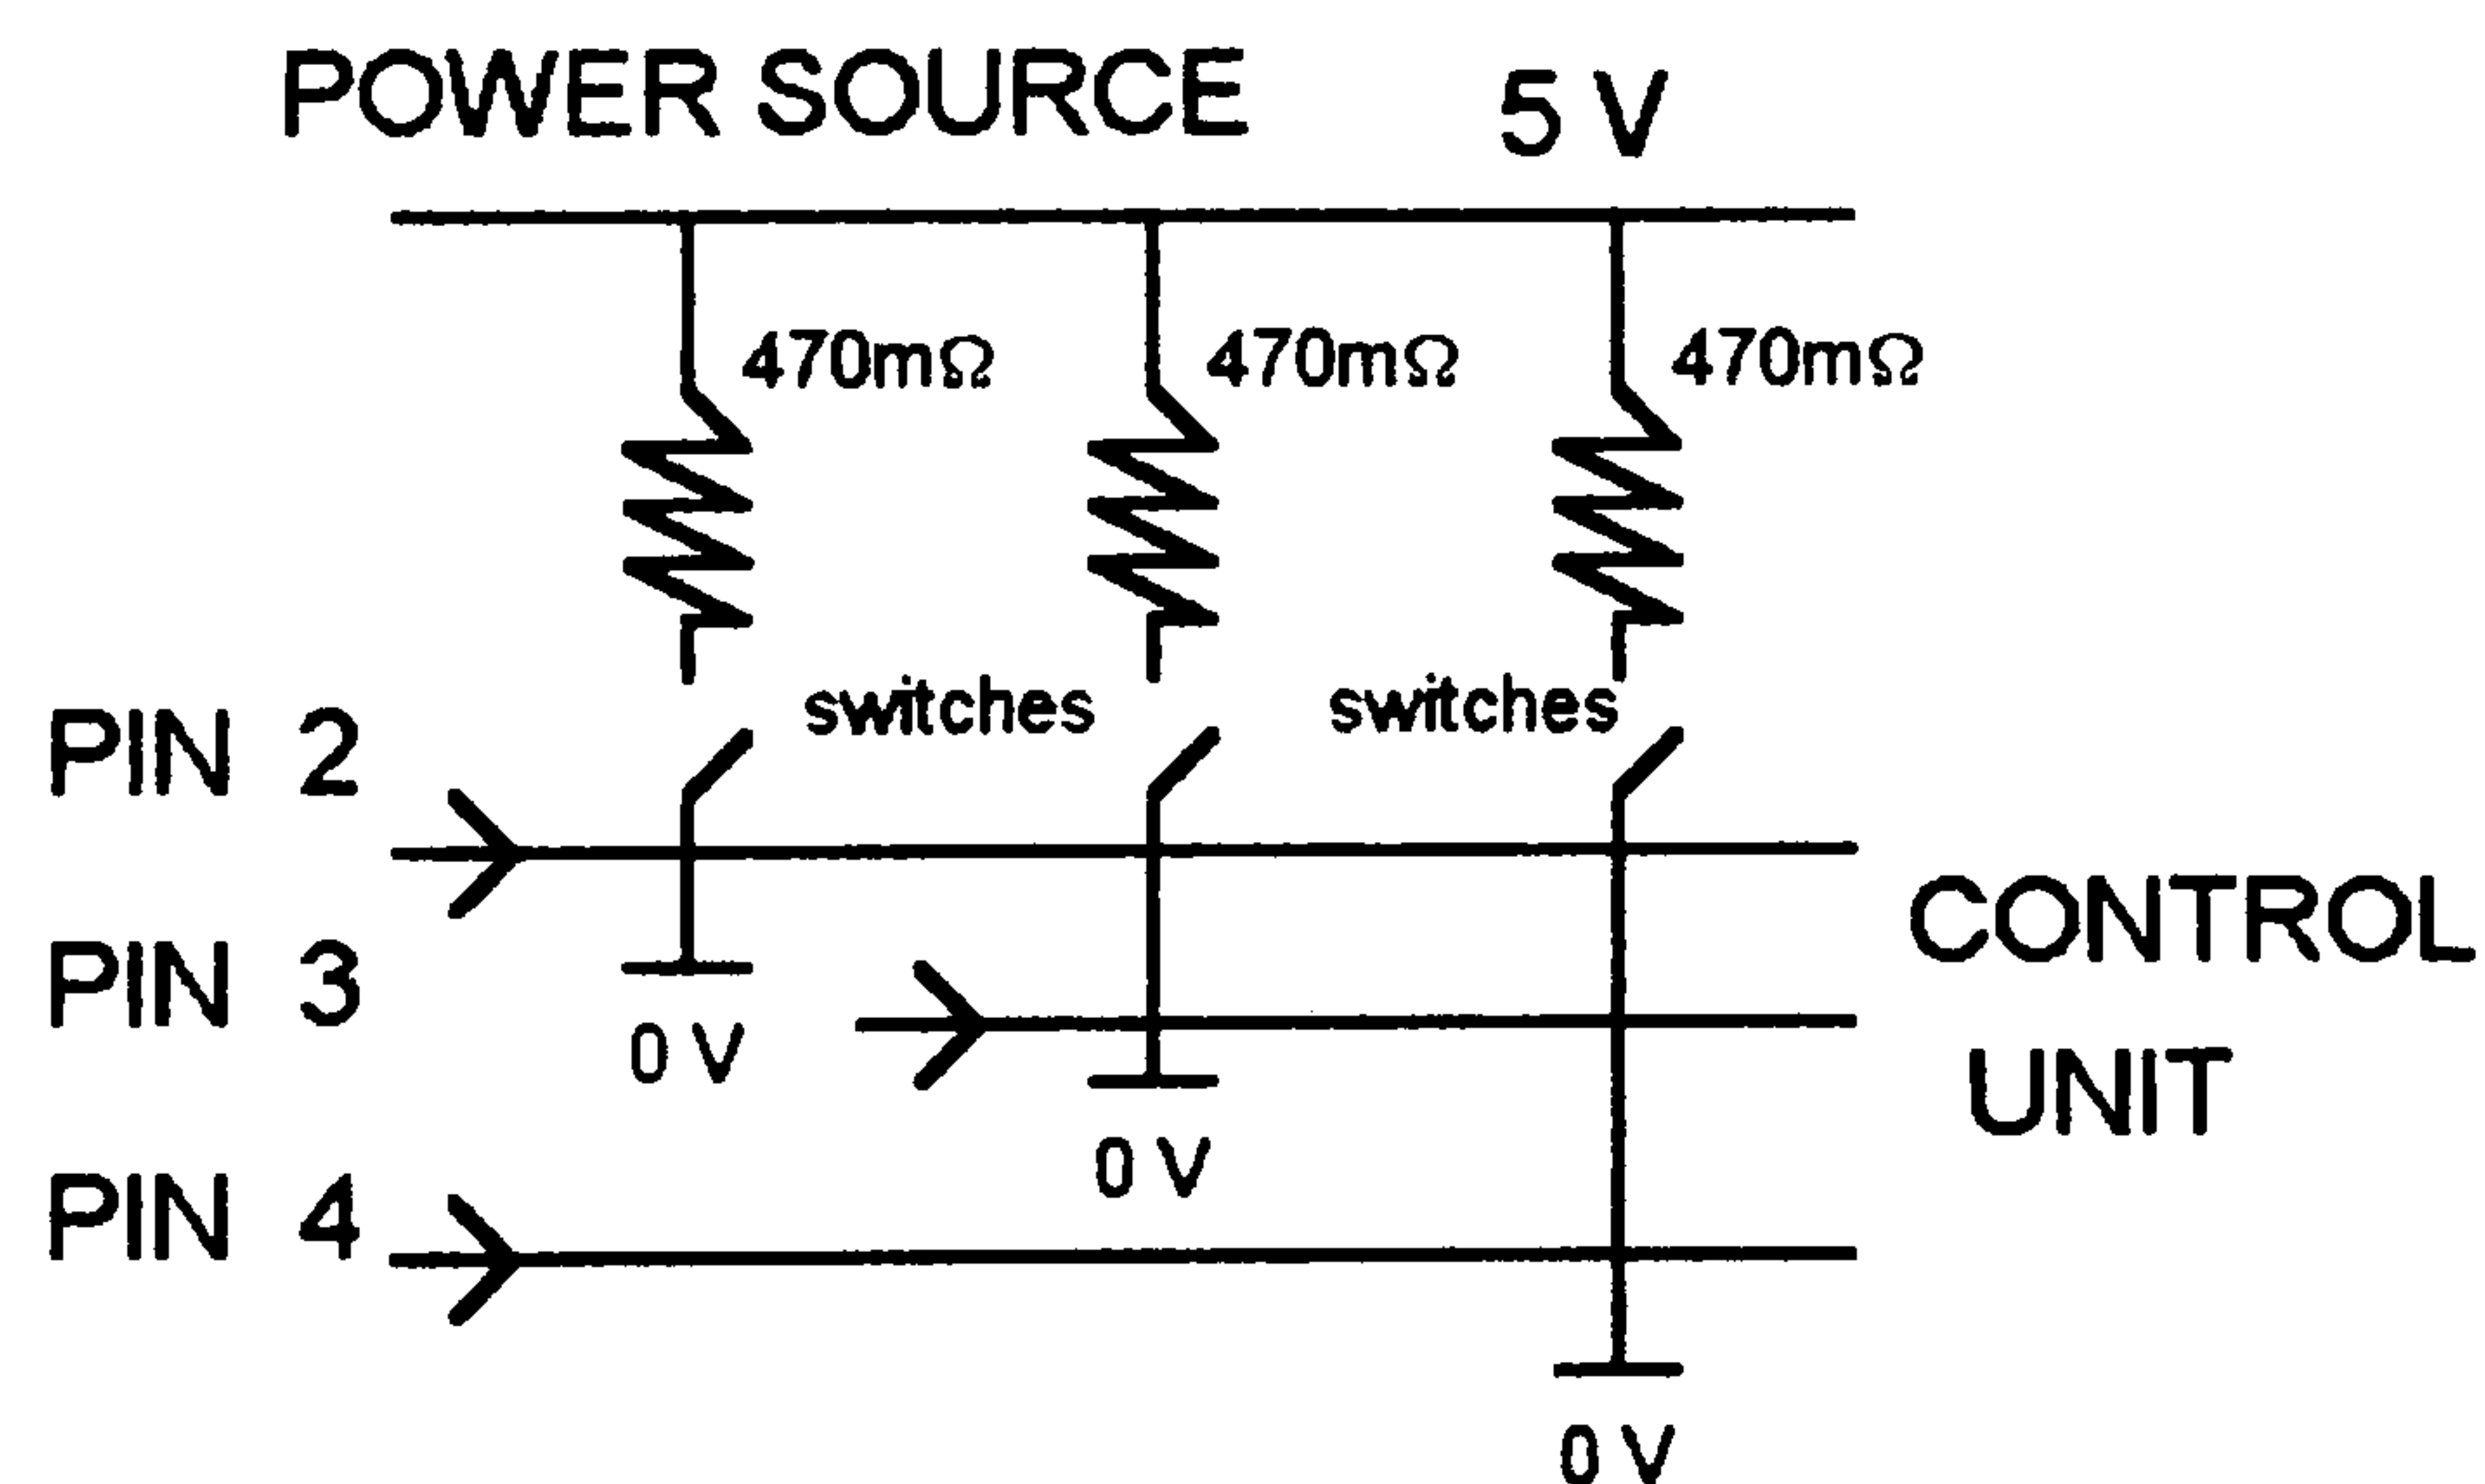 POWER SOURCE 5 V
470mΩ 470mΩ 470mΩ
switches switches
PIN 2
PIN 3
PIN 4
0 V
0 V
0 V
CONTROL
UNIT